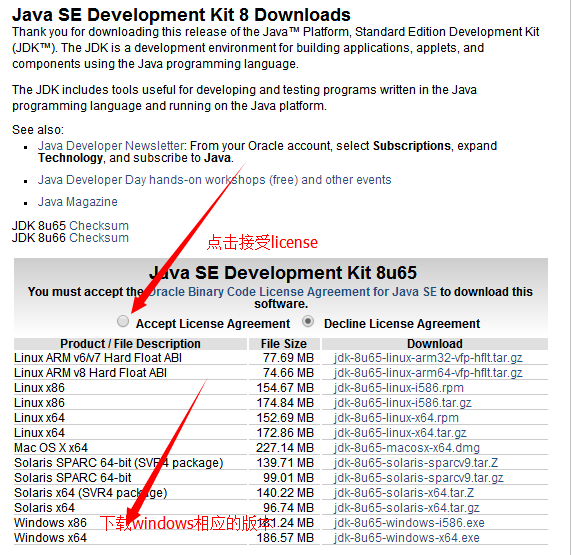 Java SE Development Kit 8 Downloads
Thank you for downloading this release of the Java™ Platform, Standard Edition Development Kit
(JDK™). The JDK is a development environment for building applications, applets, and
components using the Java programming language.
The JDK includes tools useful for developing and testing programs written in the Java
programming language and running on the Java platform.
See also:
Java Developer Newsletter: From your Oracle account, select Subscriptions, expand
Technology, and subscribe to Java.
Java Developer Day hands-on workshops (free) and other events
Java Magazine
JDK 8u65 Checksum
JDK 8u66 Checksum
点击接受license
Java SE Development Kit 8u65
You must accept the Oracle Binary Code License Agreement for Java SE to download this
software.
Accept License Agreement Decline License Agreement
Product / File Description File Size Download
Linux ARM v6/v7 Hard Float ABI 77.69 MB jdk-8u65-linux-arm32-vfp-hflt.tar.gz
Linux ARM v8 Hard Float ABI 74.66 MB jdk-8u65-linux-arm64-vfp-hflt.tar.gz
Linux x86 154.67 MB jdk-8u65-linux-i586.rpm
Linux x86 174.84 MB jdk-8u65-linux-i586.tar.gz
Linux x64 152.69 MB jdk-8u65-linux-x64.rpm
Linux x64 172.86 MB jdk-8u65-linux-x64.tar.gz
Mac OS X x64 227.14 MB jdk-8u65-macosx-x64.dmg
Solaris SPARC 64-bit (SVR4 package) 139.71 MB jdk-8u65-solaris-sparcv9.tar.Z
Solaris SPARC 64-bit 99.01 MB jdk-8u65-solaris-sparcv9.tar.gz
Solaris x64 (SVR4 package) 140.22 MB jdk-8u65-solaris-x64.tar.Z
Solaris x64 96.74 MB jdk-8u65-solaris-x64.tar.gz
Windows x86 181.24 MB jdk-8u65-windows-i586.exe
下载windows相应的版本
Windows x64 186.57 MB jdk-8u65-windows-x64.exe